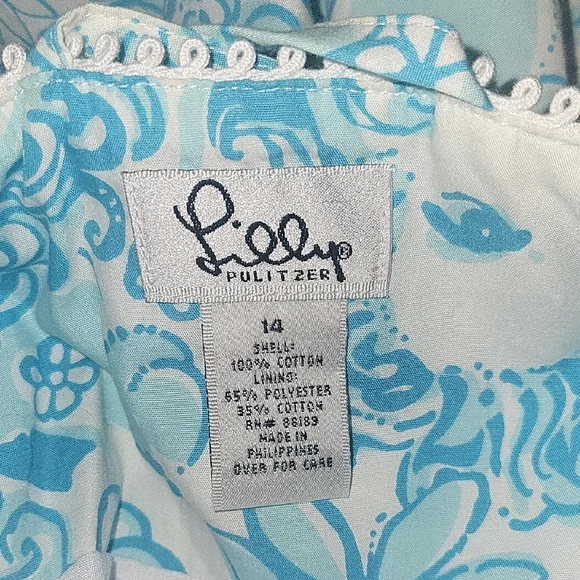 Lilly®
PULITZER
14
SHELL:
100% COTTON
LINING:
65% POLYESTER
35% COTTON
RN# 88189
MADE IN
PHILIPPINES
OVER FOR CARE